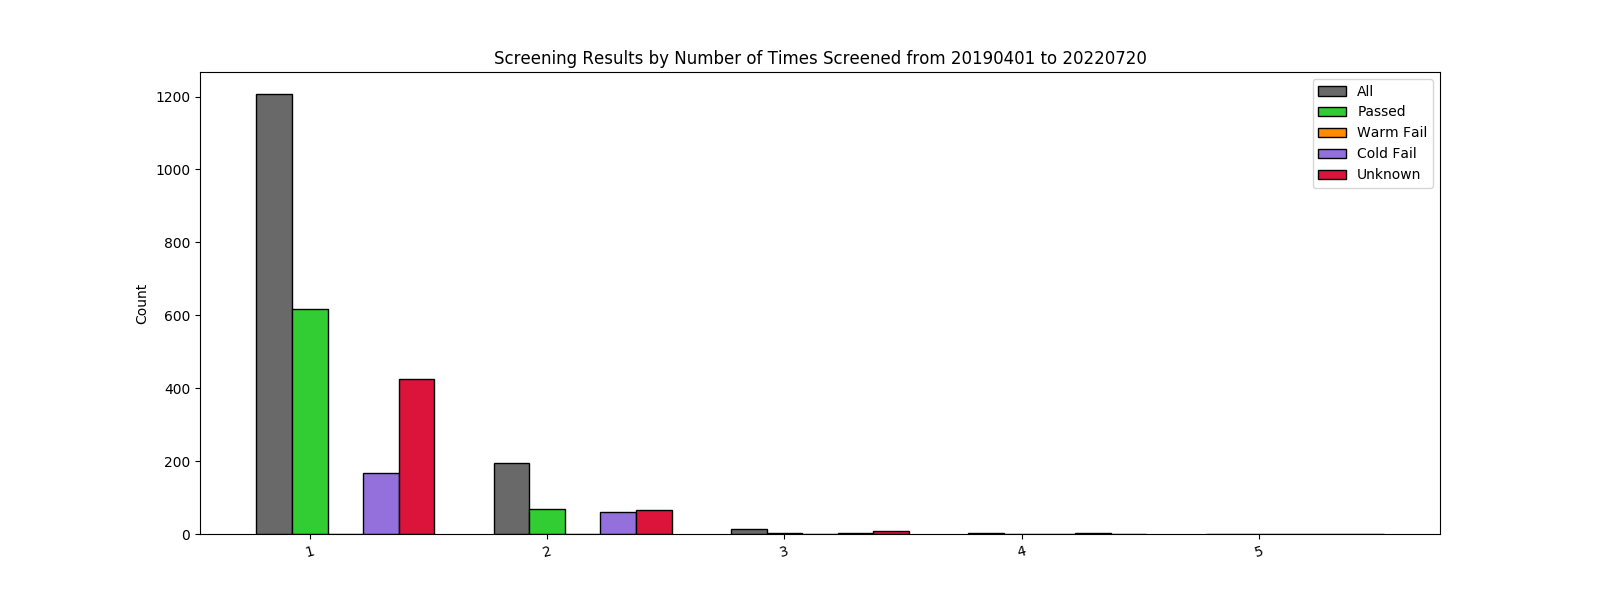 Screening Results by Number of Times Screened from 20190401 to 20220720
All
Passed
Warm Fail
Cold Fail
Unknown
Count
1200
1000
800
600
400
200
0
1
2
3
4
5